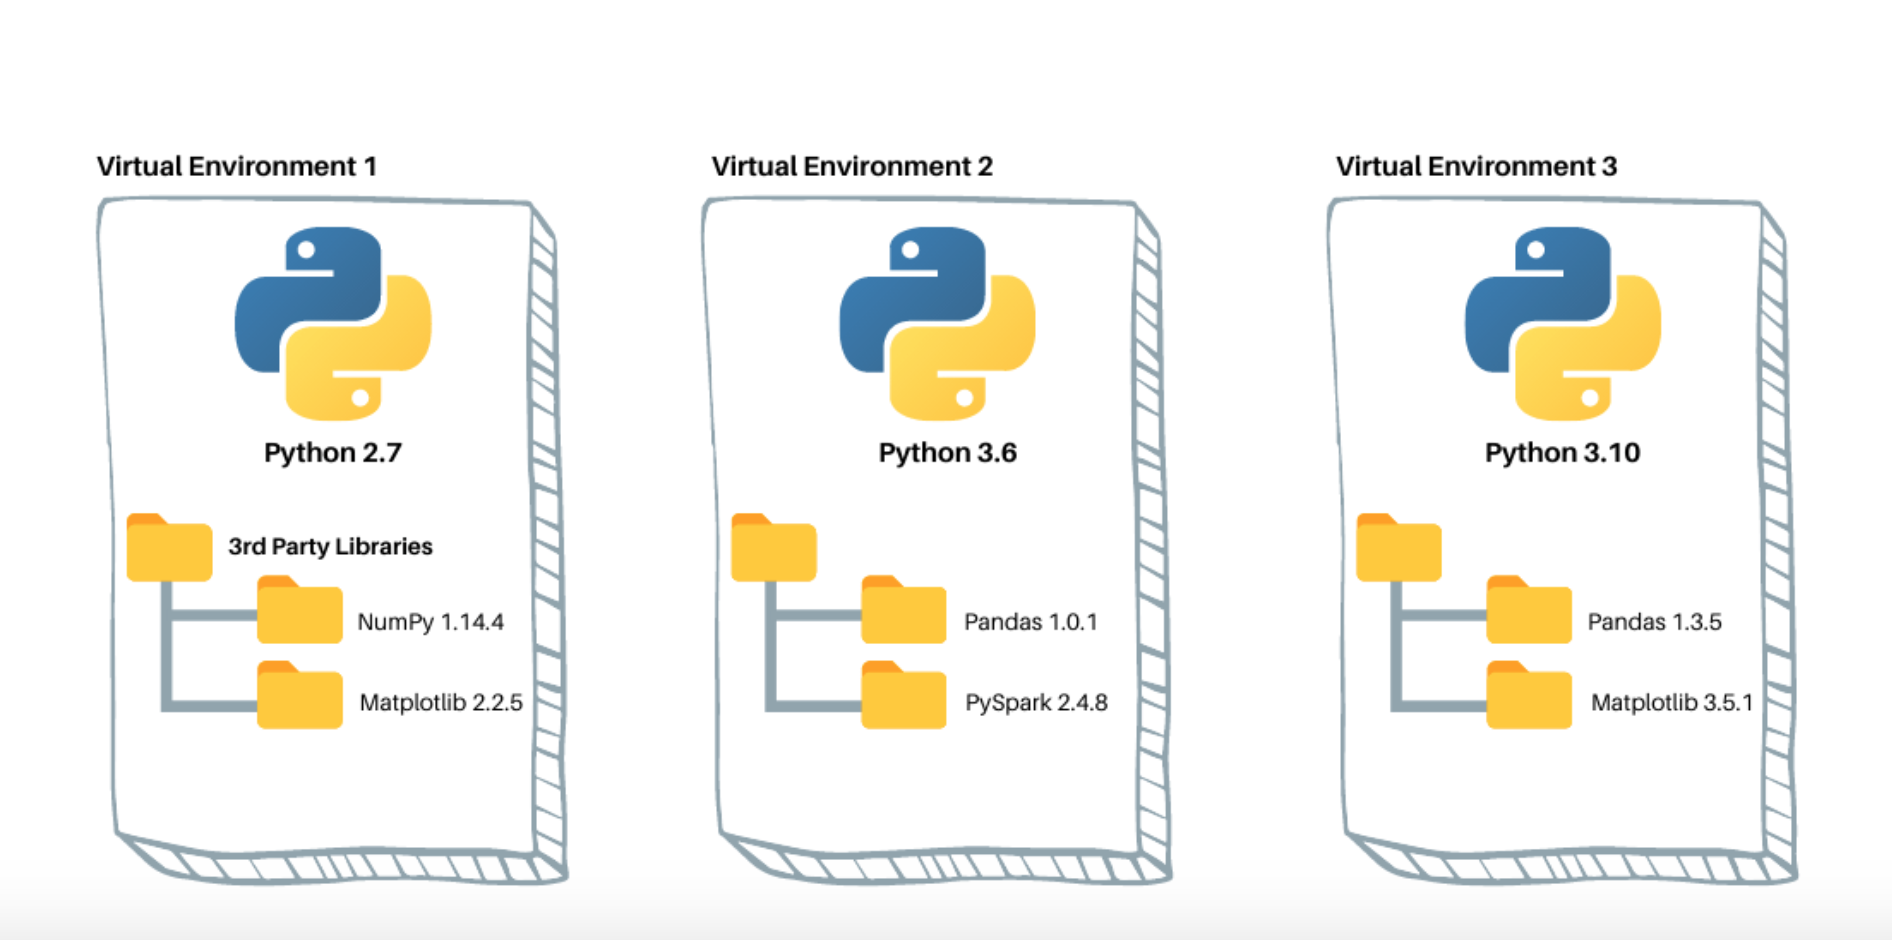 Virtual Environment 1
Python 2.7
3rd Party Libraries
NumPy 1.14.4
Matplotlib 2.2.5
Virtual Environment 2
Python 3.6
Pandas 1.0.1
PySpark 2.4.8
Virtual Environment 3
Python 3.10
Pandas 1.3.5
Matplotlib 3.5.1